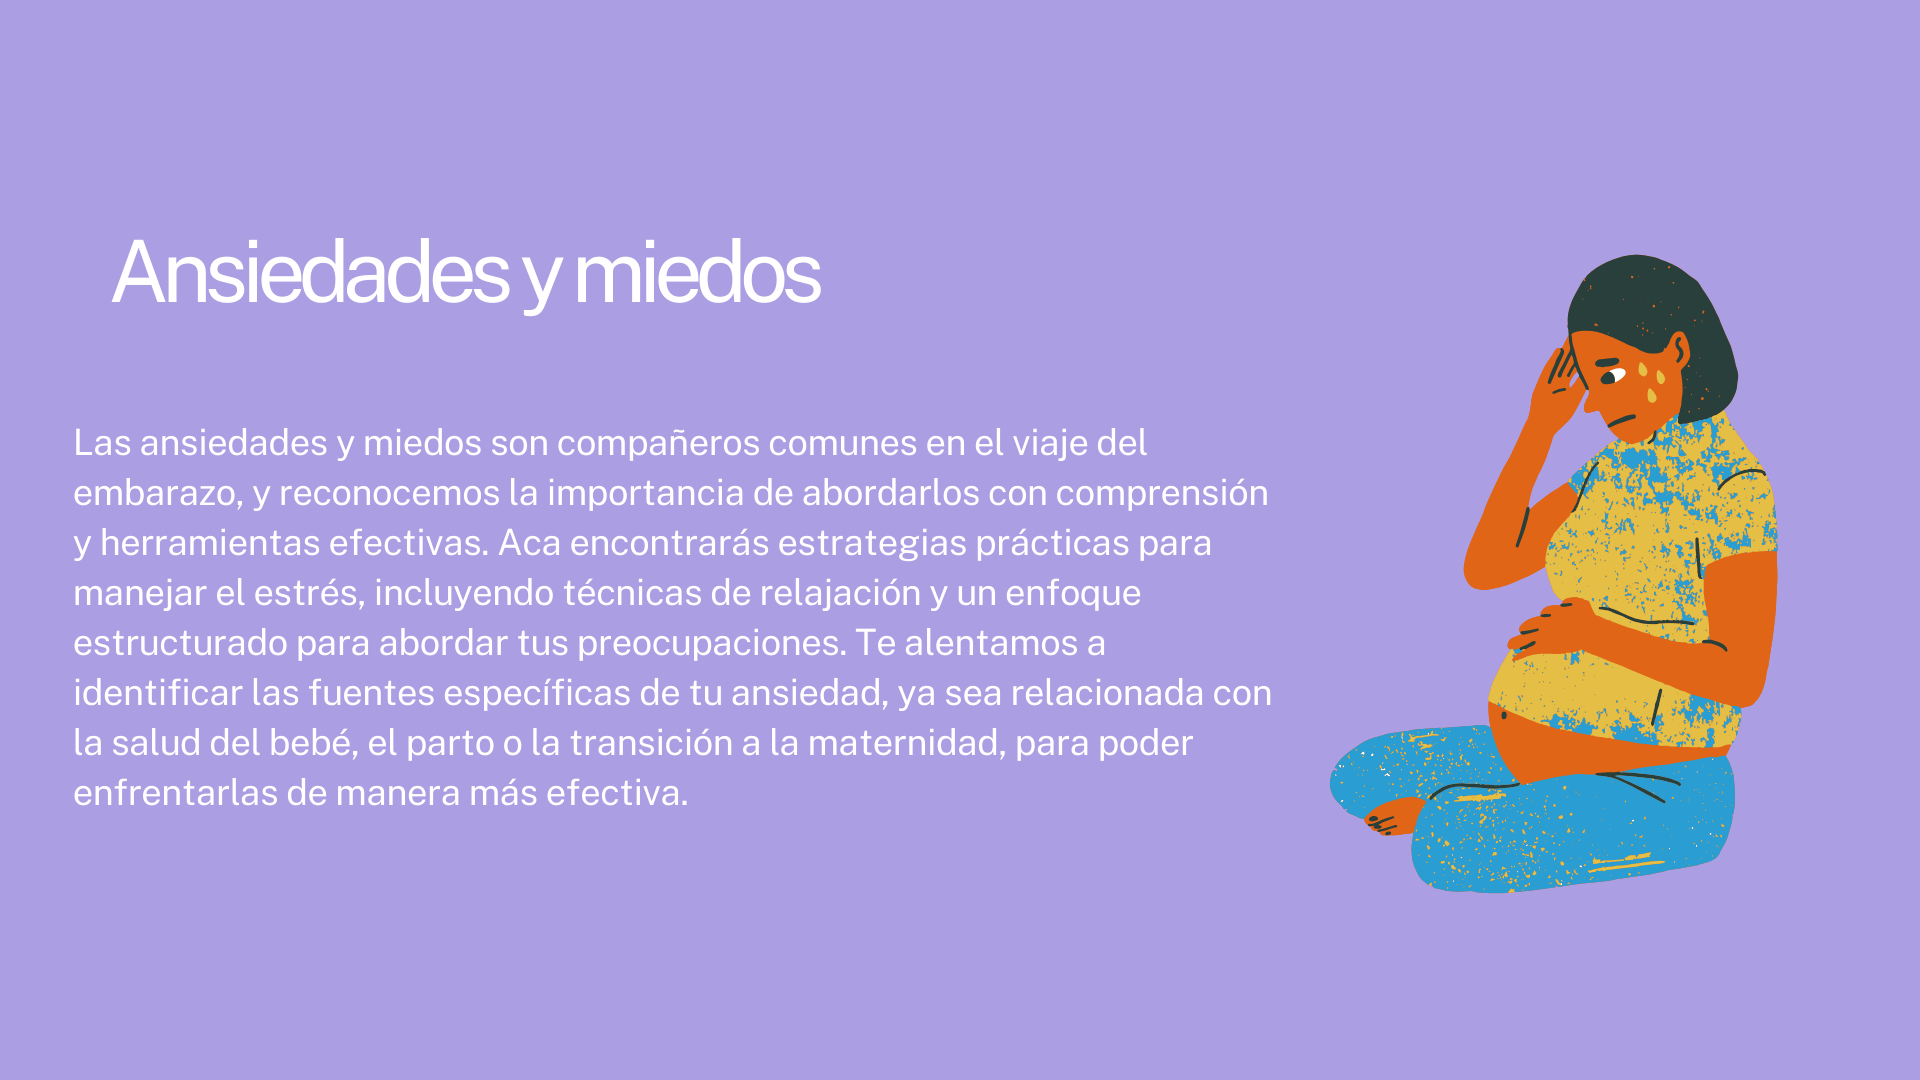 Ansiedades y miedos
Las ansiedades y miedos son compañeros comunes en el viaje del
embarazo, y reconocemos la importancia de abordarlos con comprensión
y herramientas efectivas. Aca encontrarás estrategias prácticas para
manejar el estrés, incluyendo técnicas de relajación y un enfoque
estructurado para abordar tus preocupaciones. Te alentamos a
identificar las fuentes específicas de tu ansiedad, ya sea relacionada con
la salud del bebé, el parto o la transición a la maternidad, para poder
enfrentarlas de manera más efectiva.